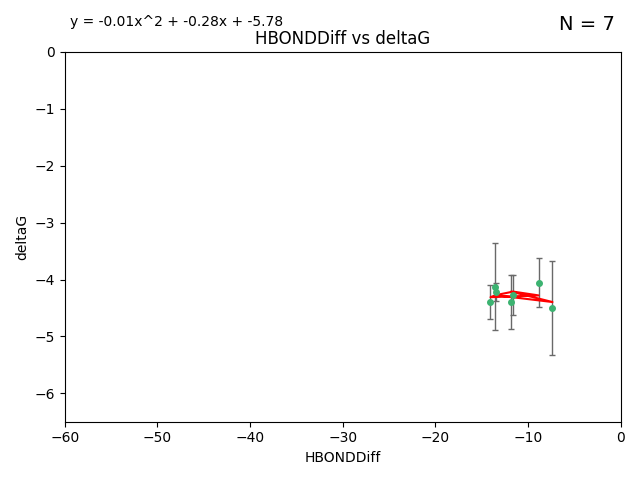 y = -0.01x^2 + -0.28x + -5.78
N = 7
HBONDDiff vs deltaG
0
−1
−2
−3
−4
−5
−6
deltaG
−60 −50 −40 −30 −20 −10 0
HBONDDiff